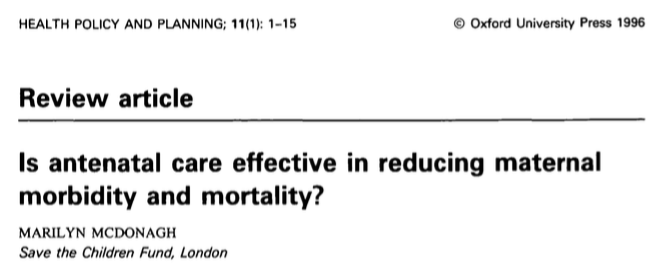 HEALTH POLICY AND PLANNING; 11(1): 1–15
© Oxford University Press 1996
Review article
Is antenatal care effective in reducing maternal
morbidity and mortality?
MARILYN MCDONAGH
Save the Children Fund, London